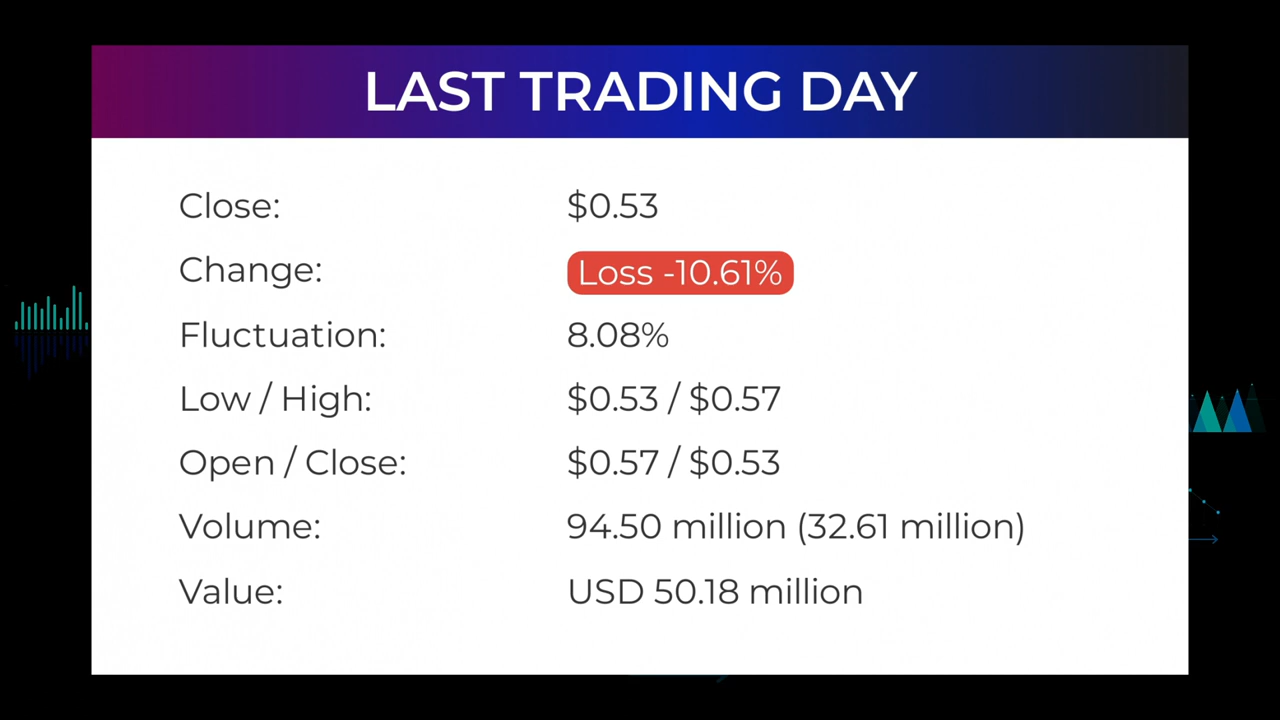 LAST TRADING DAY
Close: $0.53
Change: Loss -10.61%
Fluctuation: 8.08%
Low / High: $0.53 / $0.57
Open / Close: $0.57 / $0.53
Volume: 94.50 million (32.61 million)
Value: USD 50.18 million